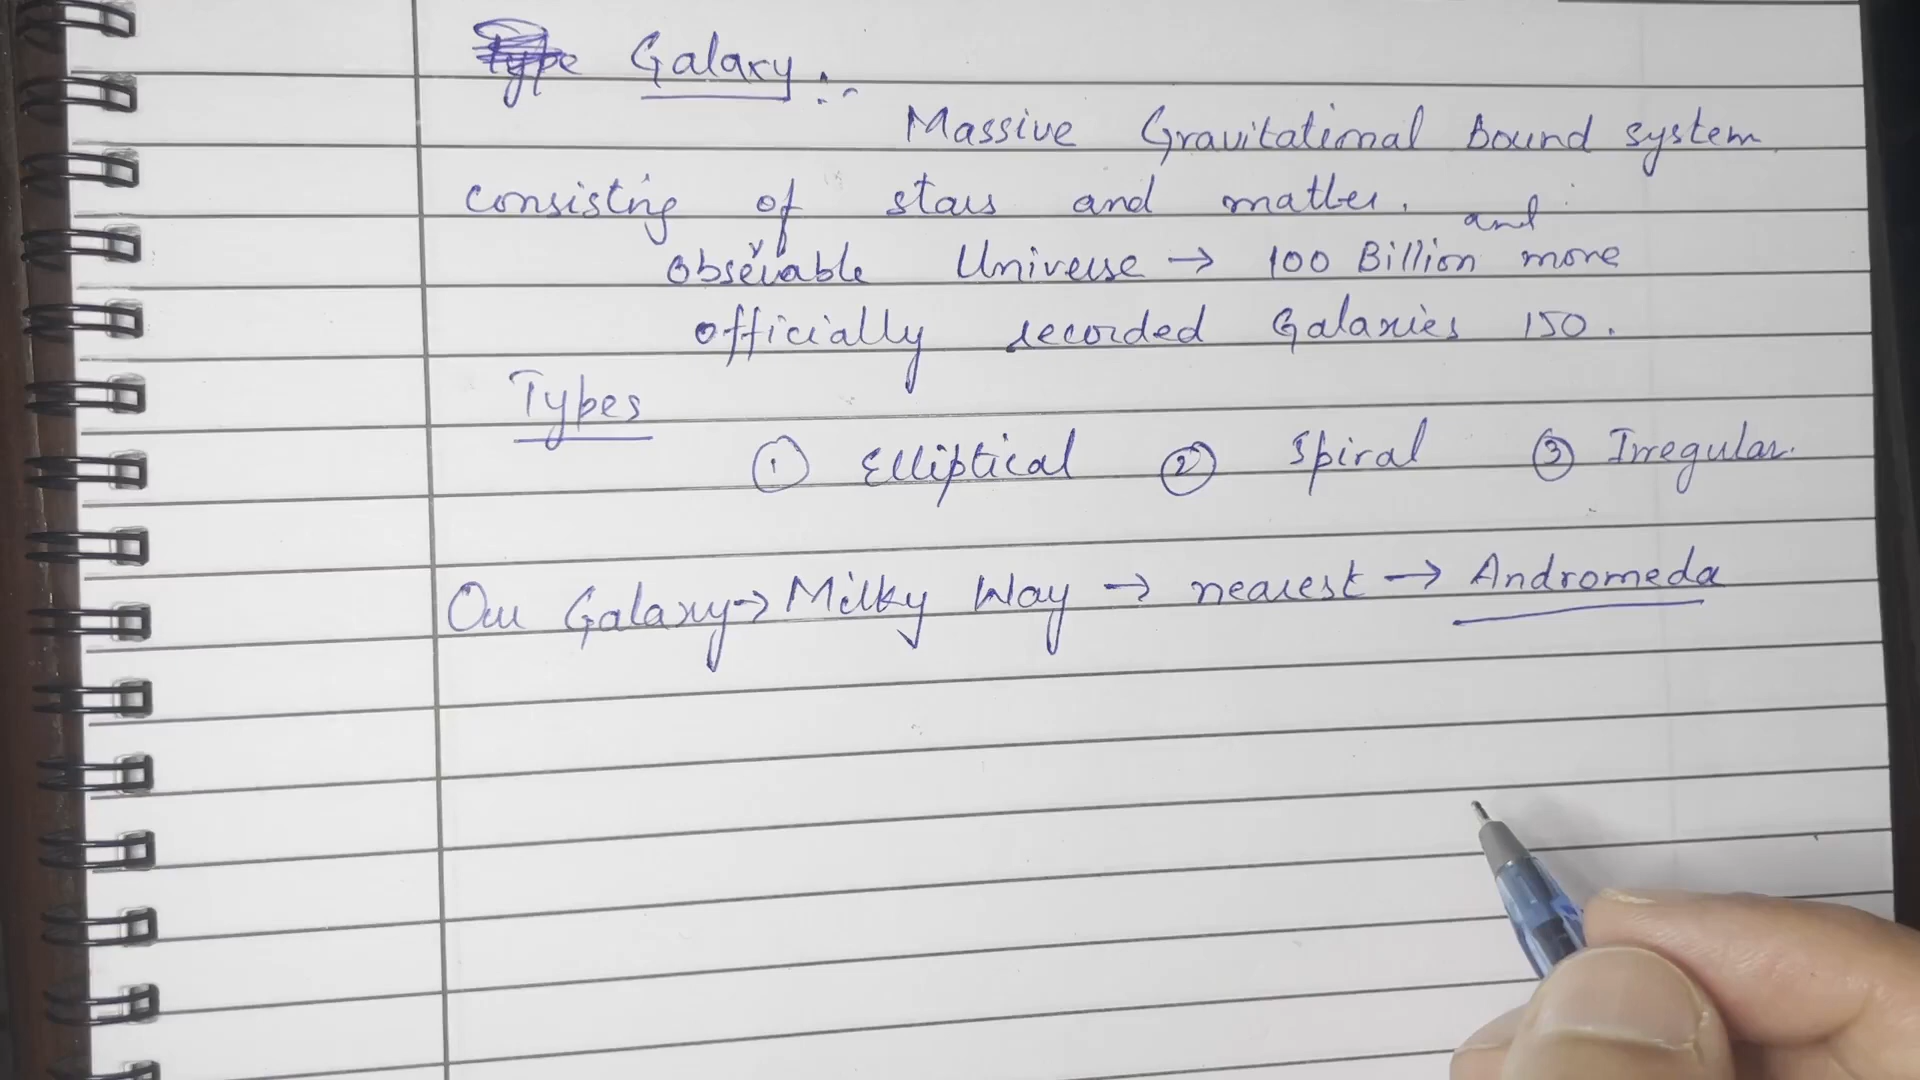 Galaxy :-
Massive Gravitational Bound system
consisting of stars and matter.
observable Universe → 100 Billion and more
officially recorded Galaxies 150.
Types
① Elliptical ② Spiral ③ Irregular.
Our Galaxy → Milky Way → nearest → Andromeda